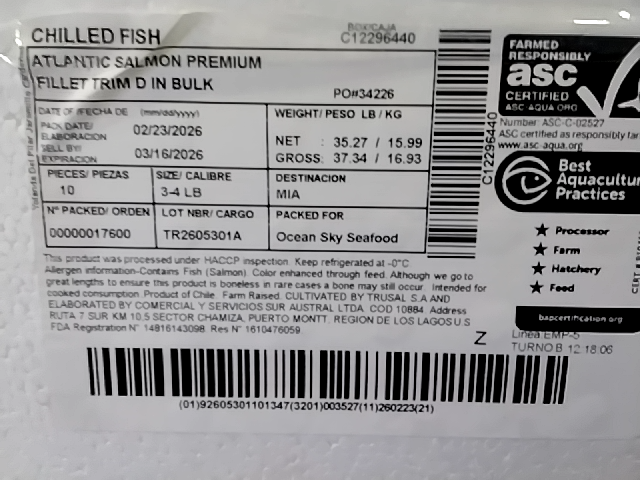 CHILLED FISH
BOX/CAJA
C12296440
ATLANTIC SALMON PREMIUM
FILLET TRIM D IN BULK
PO#34226
DATE OF /FECHA DE (mm/dd/yyyy)
PACK DATE/
ELABORACION
02/23/2026
SELL BY/
EXPIRACION
03/16/2026
WEIGHT/ PESO LB / KG
NET : 35.27 / 15.99
GROSS: 37.34 / 16.93
PIECES/ PIEZAS
10
SIZE/ CALIBRE
3-4 LB
DESTINACION
MIA
N° PACKED/ ORDEN
00000017600
LOT NBR/ CARGO
TR2605301A
PACKED FOR
Ocean Sky Seafood
C12296440
This product was processed under HACCP inspection. Keep refrigerated at -0°C.
Allergen information-Contains Fish (Salmon). Color enhanced through feed. Although we go to
great lengths to ensure this product is boneless in rare cases a bone may still occur. Intended for
cooked consumption. Product of Chile. Farm Raised. CULTIVATED BY TRUSAL S.A AND
ELABORATED BY COMERCIAL Y SERVICIOS SUR AUSTRAL LTDA. COD 10884. Address
RUTA 7 SUR KM 10,5 SECTOR CHAMIZA, PUERTO MONTT. REGION DE LOS LAGOS
FDA Registration N° 14816143098. Res N° 1610476059.
Z
(01)92605301101347(3201)003527(11)260223(21)
FARMED
RESPONSIBLY
asc
CERTIFIED
ASC-AQUA.ORG
Number: ASC-C-02527
ASC certified as responsibly far
www.asc-aqua.org
Best
Aquacultur
Practices
Processor
Farm
Hatchery
Feed
bapcertification.org
Linea:EMP-5
TURNO B 12:18:06